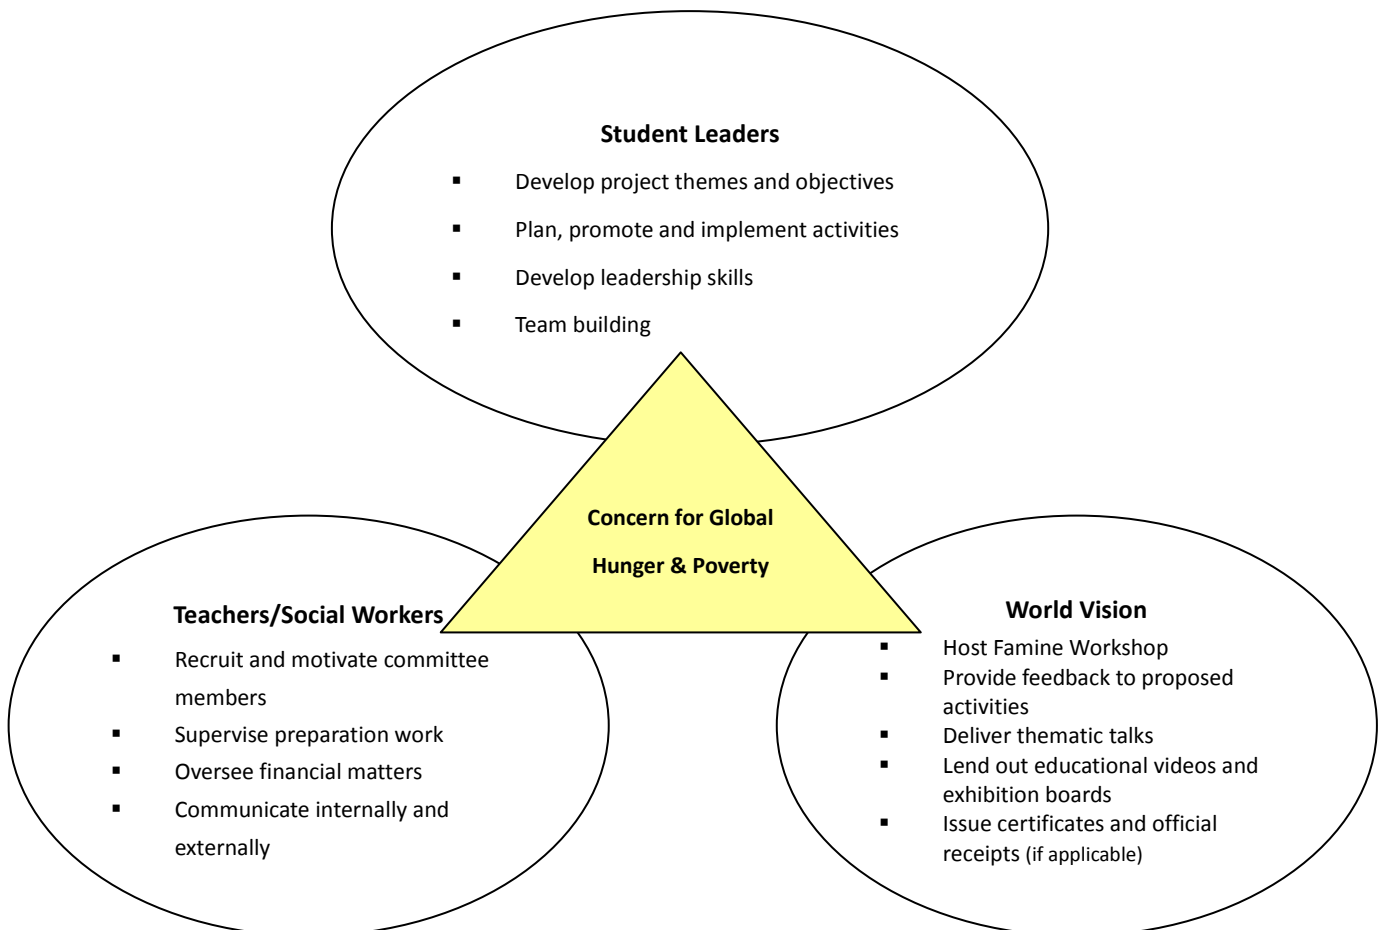 Student Leaders
▪ Develop project themes and objectives
▪ Plan, promote and implement activities
▪ Develop leadership skills
▪ Team building
Concern for Global
Hunger & Poverty
Teachers/Social Workers
▪ Recruit and motivate committee
members
▪ Supervise preparation work
▪ Oversee financial matters
▪ Communicate internally and
externally
World Vision
▪ Host Famine Workshop
▪ Provide feedback to proposed
activities
▪ Deliver thematic talks
▪ Lend out educational videos and
exhibition boards
▪ Issue certificates and official
receipts (if applicable)